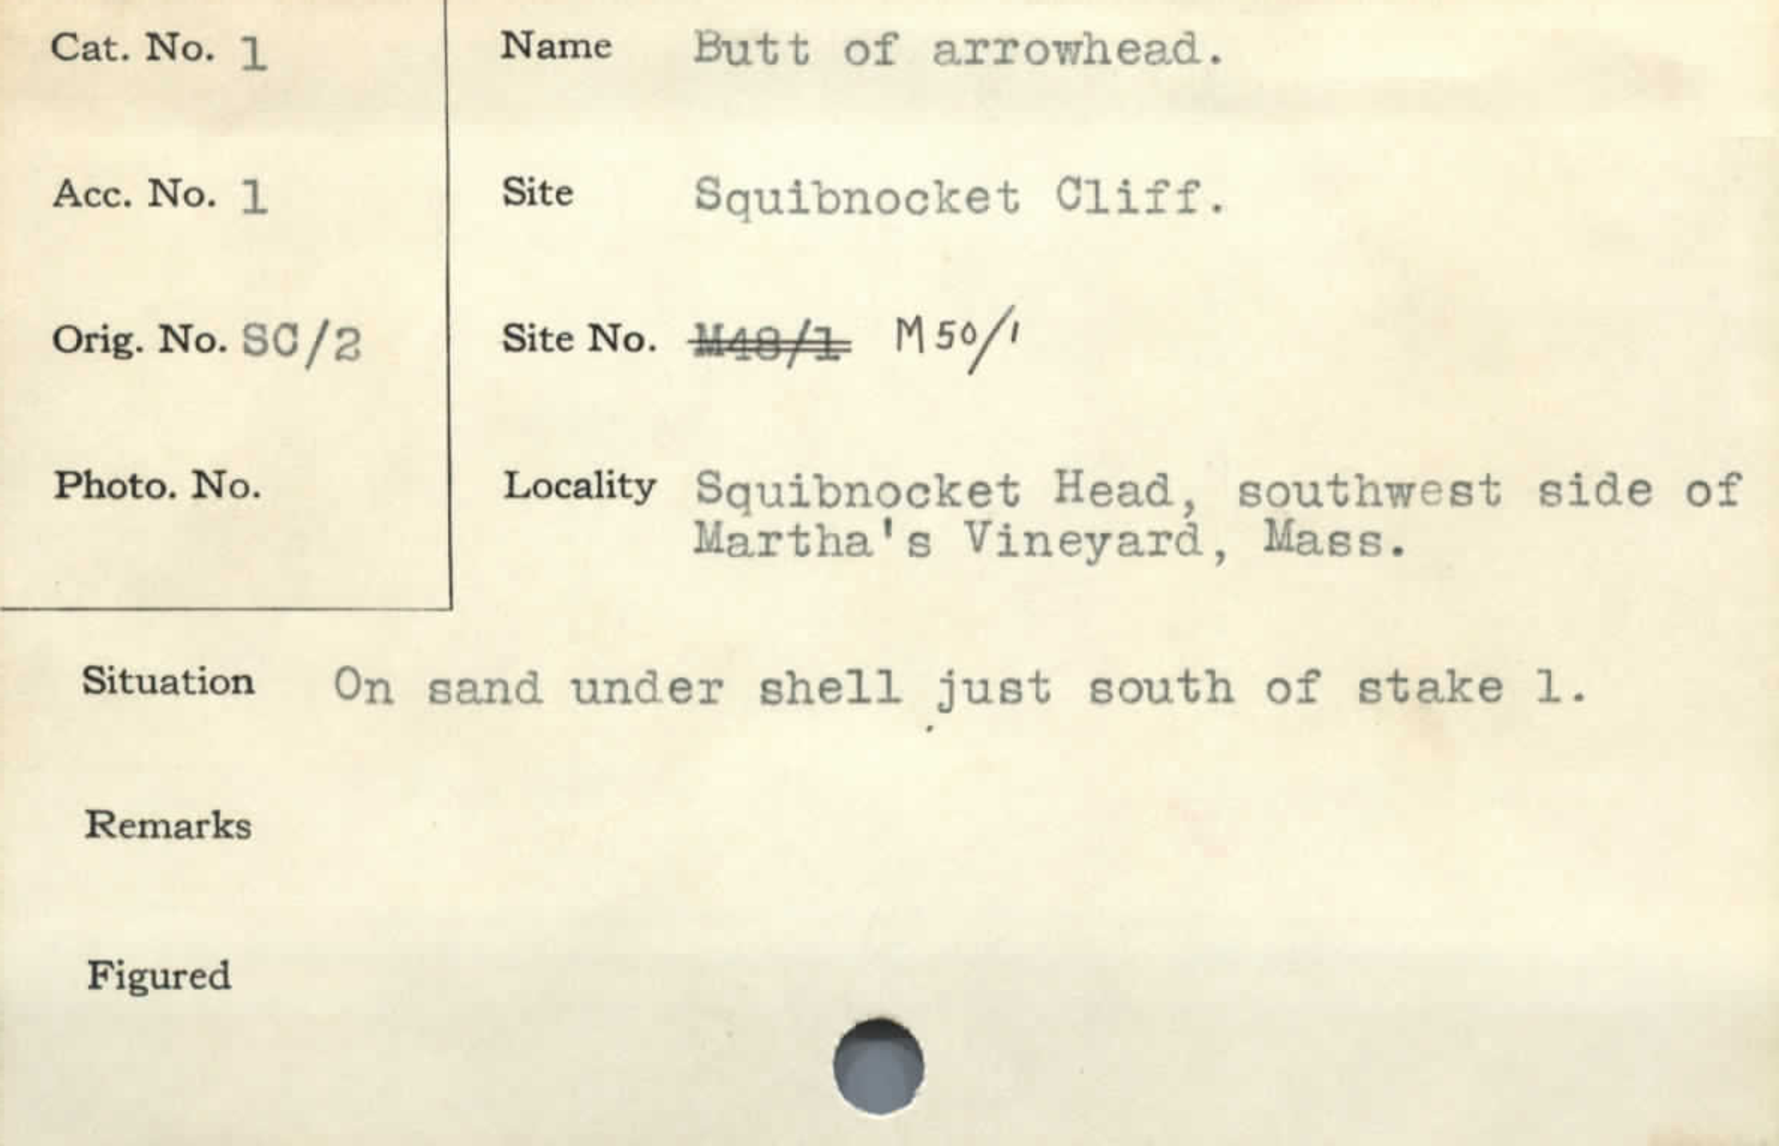 Cat. No. 1
Name Butt of arrowhead.
Acc. No. 1
Site Squibnocket Cliff.
Orig. No. SC/2
Site No. M48/1 M50/1
Photo. No.
Locality Squibnocket Head, southwest side of
Martha's Vineyard, Mass.
Situation On sand under shell just south of stake 1.
Remarks
Figured